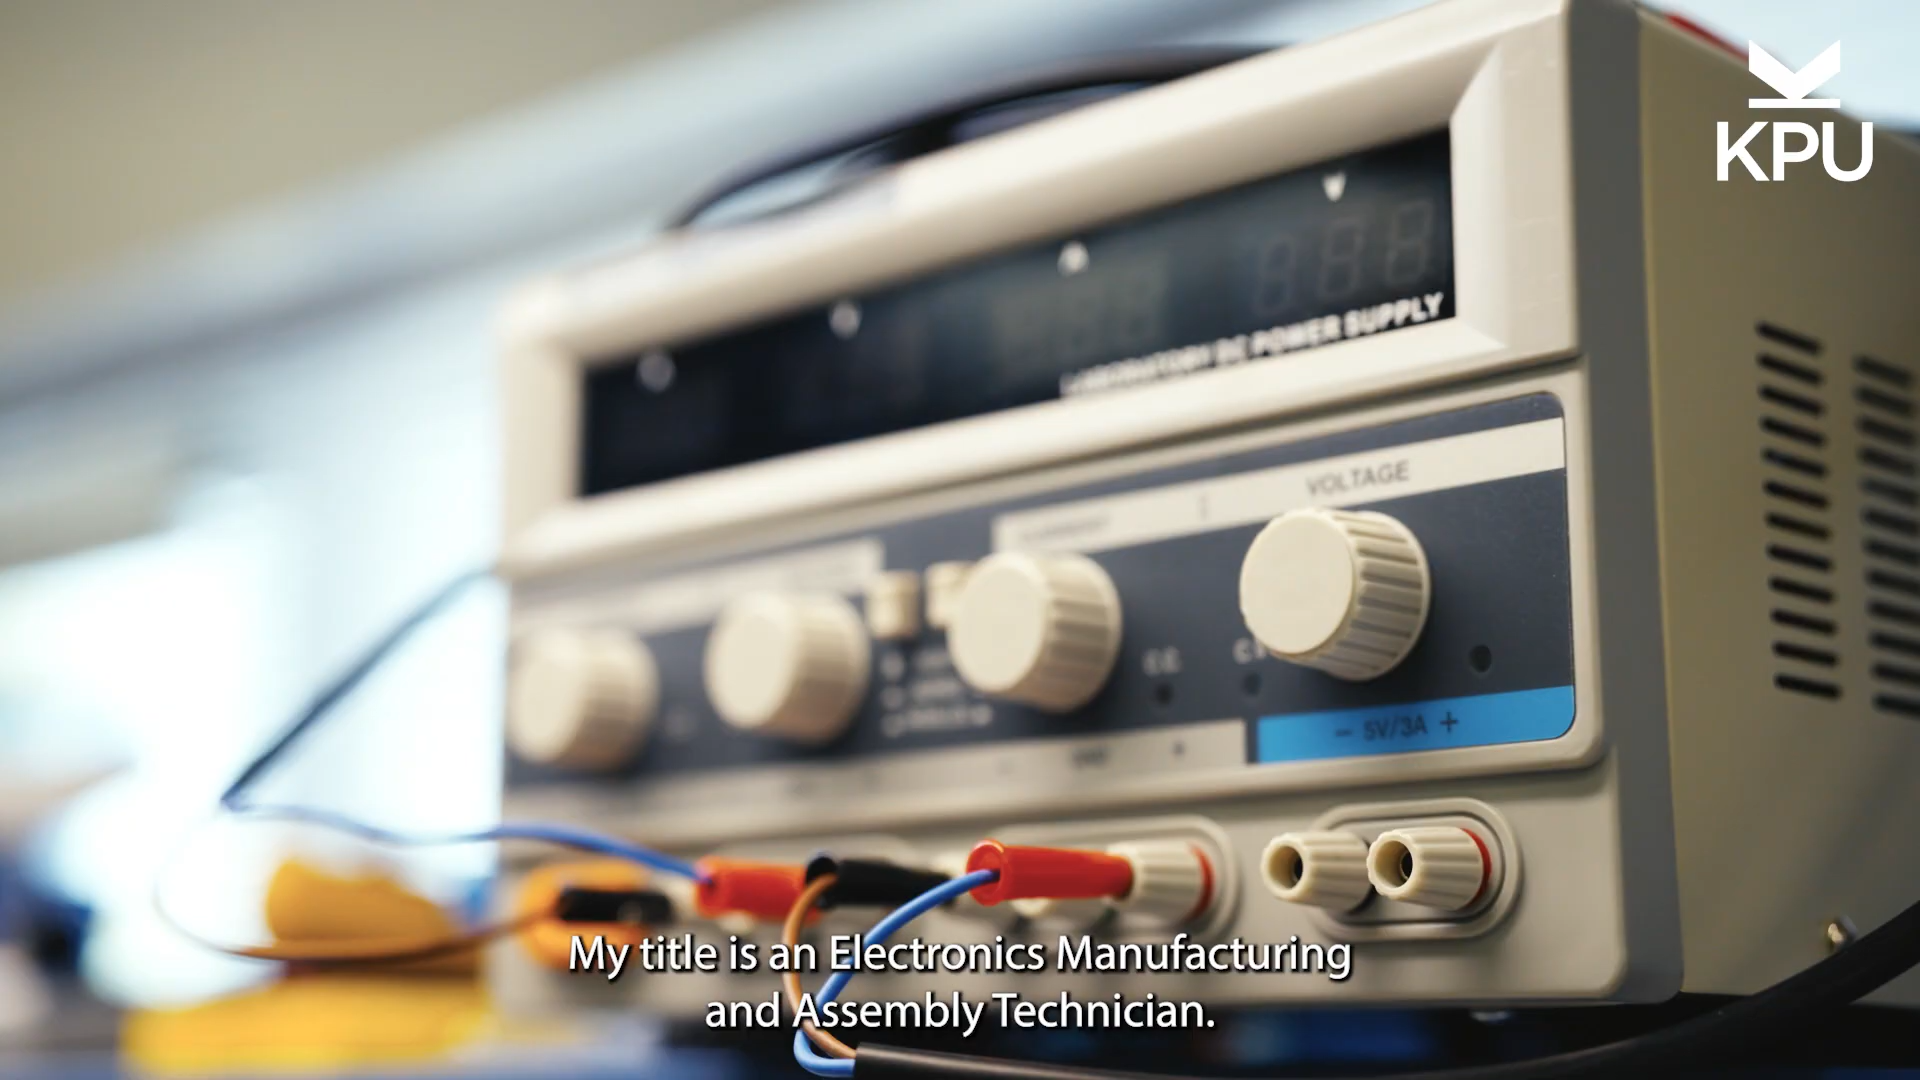 KPU
LABORATORY DC POWER SUPPLY
VOLTAGE
C.C.
- 5V/3A +
My title is an Electronics Manufacturing
and Assembly Technician.